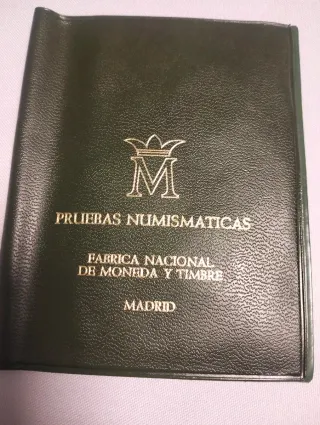 M
PRUEBAS NUMISMATICAS
FABRICA NACIONAL
DE MONEDA Y TIMBRE
MADRID